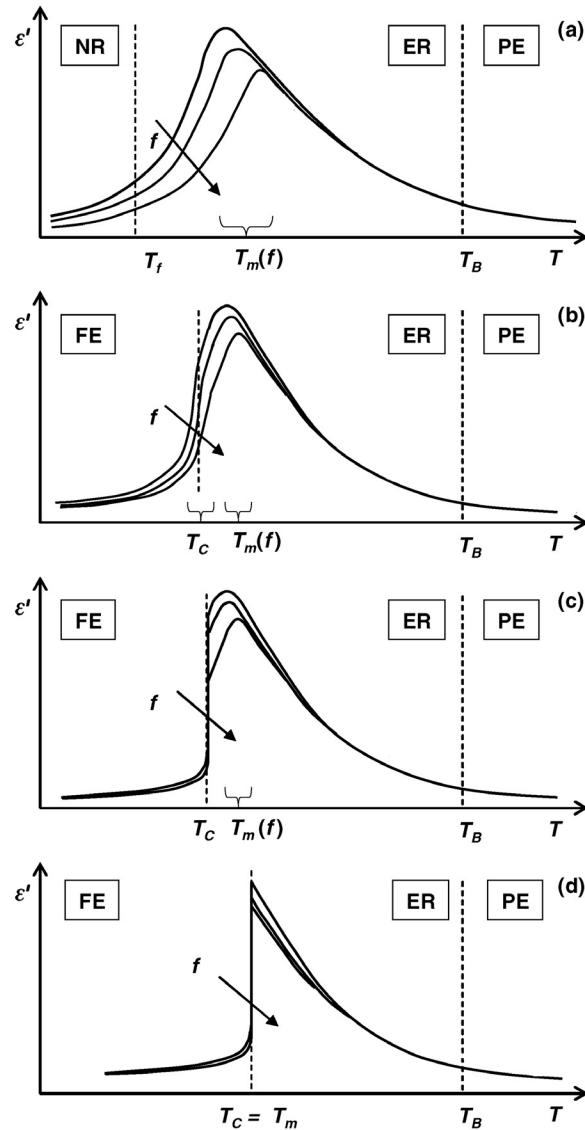 ε' NR ER PE (a)
f
T_f T_m(f) T_B T
ε' FE ER PE (b)
f
T_C T_m(f) T_B T
ε' FE ER PE (c)
f
T_C T_m(f) T_B T
ε' FE ER PE (d)
f
T_C = T_m T_B T